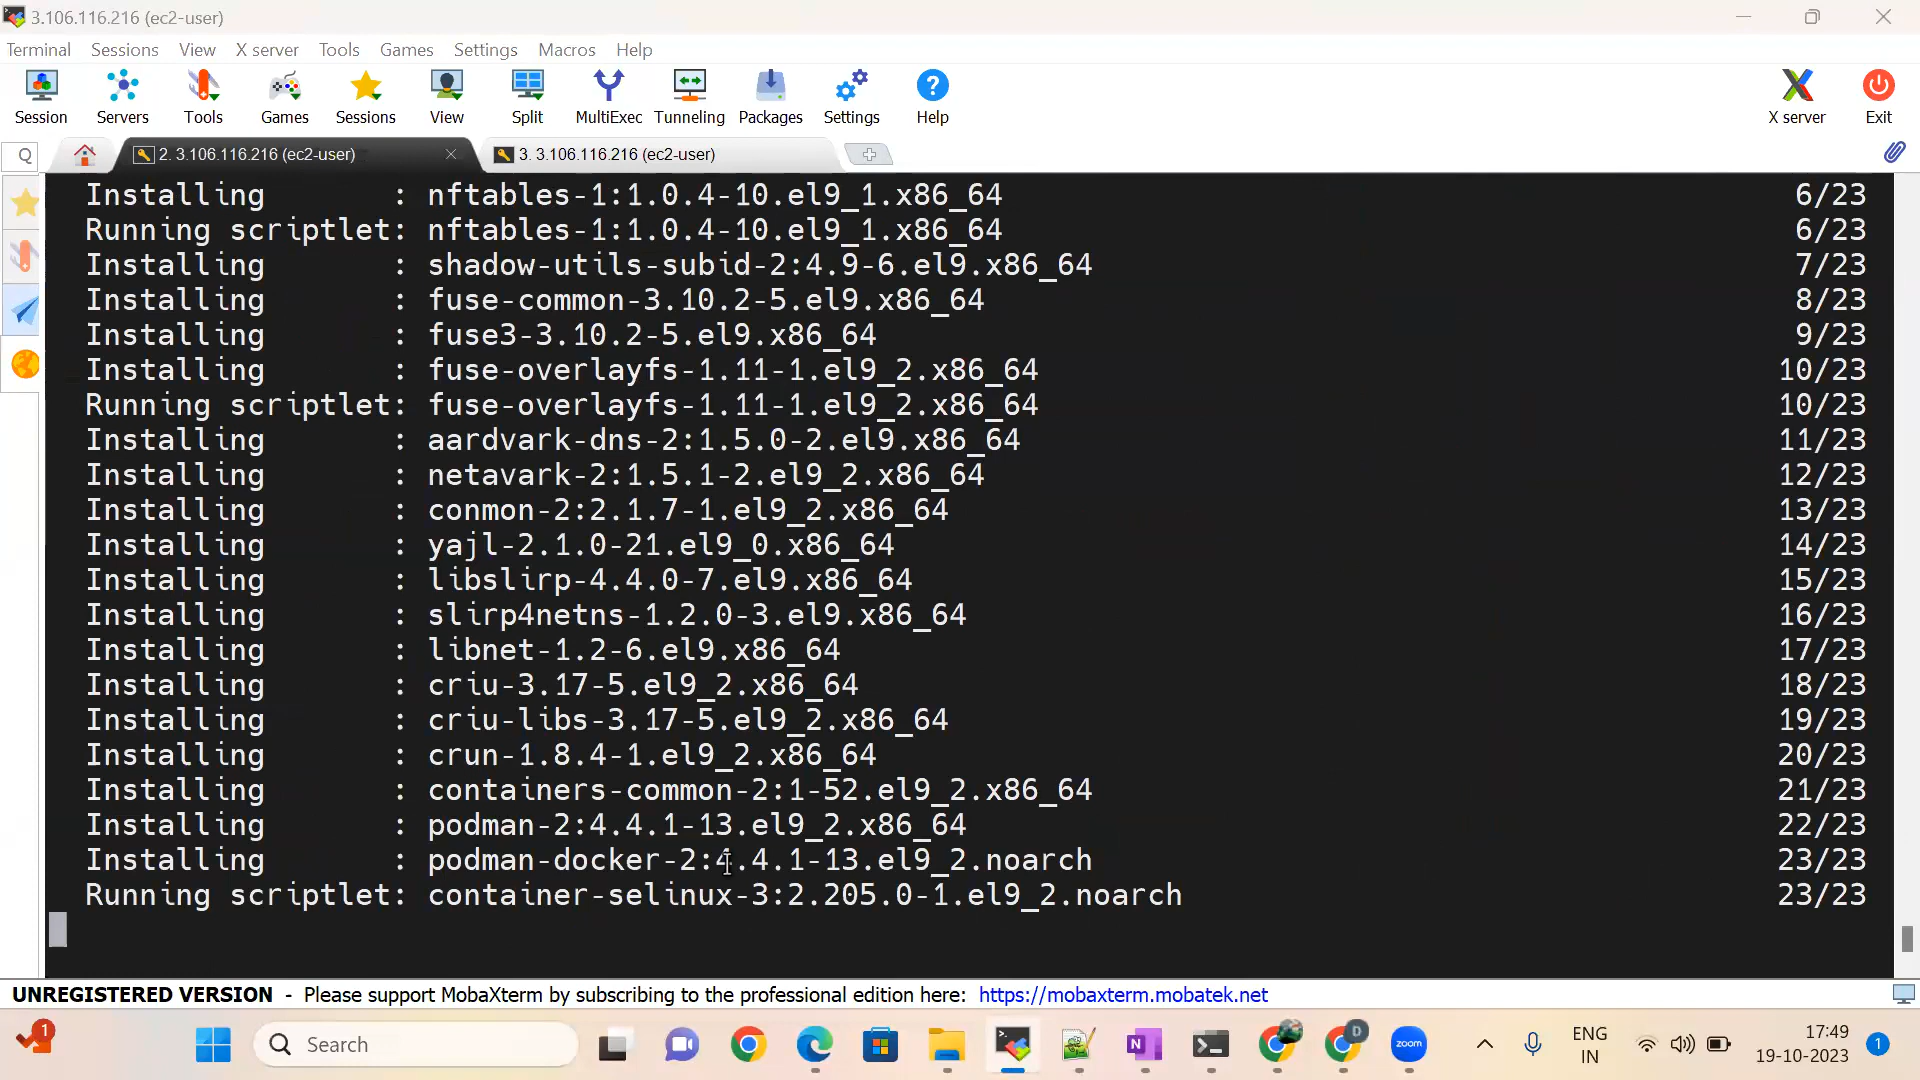 3.106.116.216 (ec2-user)
Terminal Sessions View X server Tools Games Settings Macros Help
Session Servers Tools Games Sessions View Split MultiExec Tunneling Packages Settings Help X server Exit
2. 3.106.116.216 (ec2-user) 3. 3.106.116.216 (ec2-user)
Installing : nftables-1:1.0.4-10.el9_1.x86_64 6/23
Running scriptlet: nftables-1:1.0.4-10.el9_1.x86_64 6/23
Installing : shadow-utils-subid-2:4.9-6.el9.x86_64 7/23
Installing : fuse-common-3.10.2-5.el9.x86_64 8/23
Installing : fuse3-3.10.2-5.el9.x86_64 9/23
Installing : fuse-overlayfs-1.11-1.el9_2.x86_64 10/23
Running scriptlet: fuse-overlayfs-1.11-1.el9_2.x86_64 10/23
Installing : aardvark-dns-2:1.5.0-2.el9.x86_64 11/23
Installing : netavark-2:1.5.1-2.el9_2.x86_64 12/23
Installing : conmon-2:2.1.7-1.el9_2.x86_64 13/23
Installing : yajl-2.1.0-21.el9_0.x86_64 14/23
Installing : libslirp-4.4.0-7.el9.x86_64 15/23
Installing : slirp4netns-1.2.0-3.el9.x86_64 16/23
Installing : libnet-1.2-6.el9.x86_64 17/23
Installing : criu-3.17-5.el9_2.x86_64 18/23
Installing : criu-libs-3.17-5.el9_2.x86_64 19/23
Installing : crun-1.8.4-1.el9_2.x86_64 20/23
Installing : containers-common-2:1-52.el9_2.x86_64 21/23
Installing : podman-2:4.4.1-13.el9_2.x86_64 22/23
Installing : podman-docker-2:4.4.1-13.el9_2.noarch 23/23
Running scriptlet: container-selinux-3:2.205.0-1.el9_2.noarch 23/23
UNREGISTERED VERSION - Please support MobaXterm by subscribing to the professional edition here: https://mobaxterm.mobatek.net
1 Search D zoom ENG 17:49 1
IN 19-10-2023